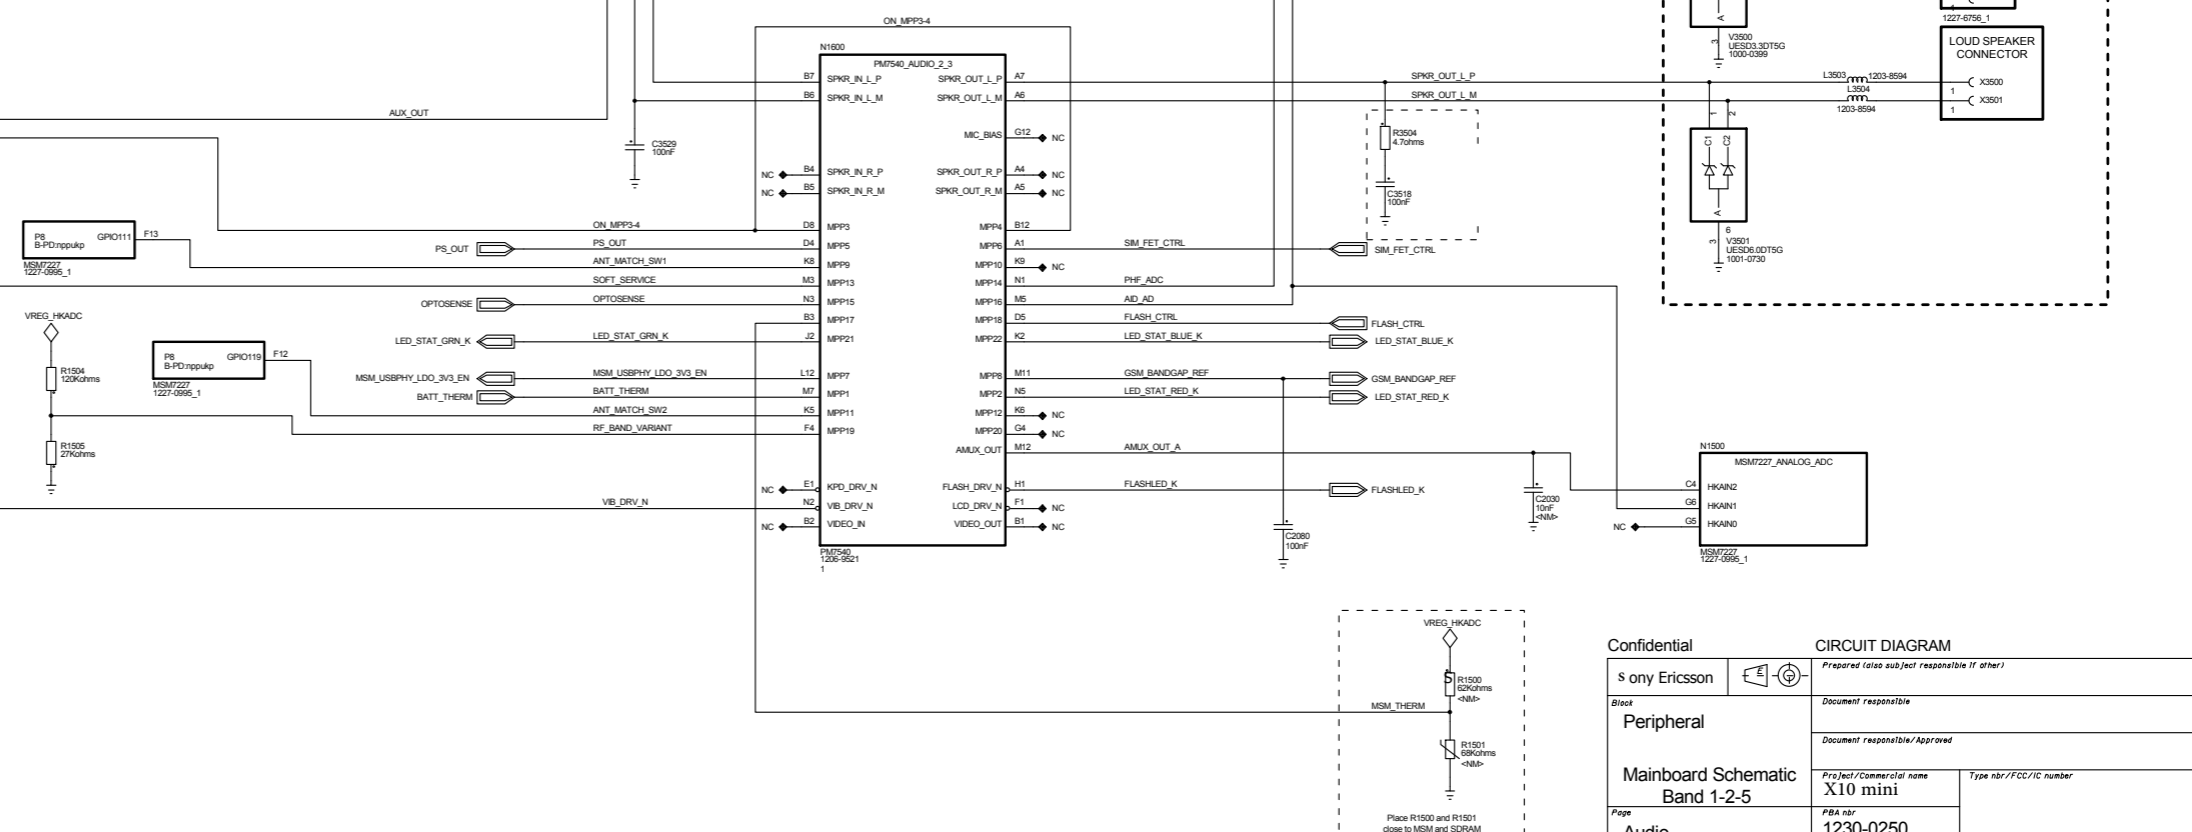 ON_MPP3-4
N1600
PM7540_AUDIO_2_3
B7 SPKR_IN_L_P SPKR_OUT_L_P A7 SPKR_OUT_L_P
B6 SPKR_IN_L_M SPKR_OUT_L_M A6 SPKR_OUT_L_M
AUX_OUT
MIC_BIAS G12 NC
C3529
100nF
NC B4 SPKR_IN_R_P SPKR_OUT_R_P A4 NC
NC B5 SPKR_IN_R_M SPKR_OUT_R_M A5 NC
ON_MPP3-4 D8 MPP3 MPP4 B12
PS_OUT PS_OUT D4 MPP5 MPP6 A1 SIM_FET_CTRL SIM_FET_CTRL
ANT_MATCH_SW1 K8 MPP9 MPP10 K9 NC
SOFT_SERVICE M3 MPP13 MPP14 N1 PHF_ADC
OPTOSENSE OPTOSENSE N3 MPP15 MPP16 M5 AID_AD
B3 MPP17 MPP18 D5 FLASH_CTRL FLASH_CTRL
LED_STAT_GRN_K LED_STAT_GRN_K J2 MPP21 MPP22 K2 LED_STAT_BLUE_K LED_STAT_BLUE_K
MSM_USBPHY_LDO_3V3_EN MSM_USBPHY_LDO_3V3_EN L12 MPP7 MPP8 M11 GSM_BANDGAP_REF GSM_BANDGAP_REF
BATT_THERM BATT_THERM M7 MPP1 MPP2 N5 LED_STAT_RED_K LED_STAT_RED_K
ANT_MATCH_SW2 K5 MPP11 MPP12 K6 NC
RF_BAND_VARIANT F4 MPP19 MPP20 G4 NC
AMUX_OUT M12 AMUX_OUT_A
NC E1 KPD_DRV_N FLASH_DRV_N H1 FLASHLED_K FLASHLED_K
VIB_DRV_N N2 VIB_DRV_N LCD_DRV_N F1 NC
NC B2 VIDEO_IN VIDEO_OUT B1 NC
PM7540
1206-9521
1
P8 GPIO111 F13
B-PD:nppukp
MSM7227
1227-0995_1
VREG_HKADC
R1504
120Kohms
R1505
27Kohms
P8 GPIO119 F12
B-PD:nppukp
MSM7227
1227-0995_1
R3504
4.7ohms
C3518
100nF
C2080
100nF
C2030
10nF
<NM>
A
3
V3500
UESD3.3DT5G
1000-0399
1
1227-6756_1
LOUD SPEAKER
CONNECTOR
L3503 1203-8594 X3500
1
L3504
1203-8594 X3501
1
1 2
C1 C2
A
6
3
V3501
UESD6.0DT5G
1001-0730
N1500
MSM7227_ANALOG_ADC
C4 HKAIN2
G6 HKAIN1
NC G5 HKAIN0
MSM7227
1227-0995_1
VREG_HKADC
S
R1500
62Kohms
<NM>
MSM_THERM
R1501
68Kohms
<NM>
Place R1500 and R1501
close to MSM and SDRAM
Confidential CIRCUIT DIAGRAM
s ony Ericsson E Prepared (also subject responsible if other)
Block Document responsible
Peripheral
Document responsible/Approved
Mainboard Schematic
Band 1-2-5
Project/Commercial name Type nbr/FCC/IC number
X10 mini
Page PBA nbr
Audio 1230-0250